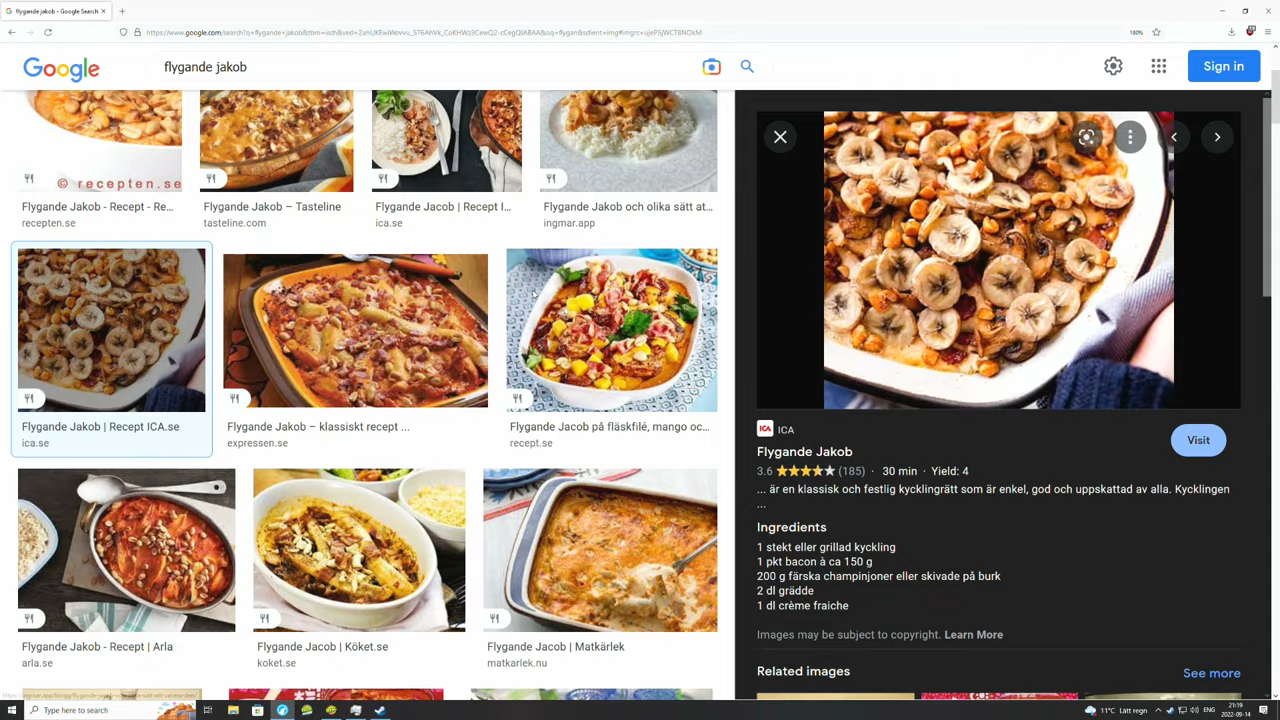 flygande jakob - Google Search
180%
Google
flygande jakob
Sign in
© recepten.se
Flygande Jakob - Recept - Re...
recepten.se
Flygande Jakob – Tasteline
tasteline.com
Flygande Jacob | Recept I...
ica.se
Flygande Jakob och olika sätt at...
ingmar.app
Flygande Jakob | Recept ICA.se
ica.se
Flygande Jakob – klassiskt recept ...
expressen.se
Flygande Jacob på fläskfilé, mango oc...
recept.se
Flygande Jakob - Recept | Arla
arla.se
Flygande Jacob | Köket.se
koket.se
Flygande Jacob | Matkärlek
matkarlek.nu
ICA
ICA
Visit
Flygande Jakob
3.6 (185) · 30 min · Yield: 4
... är en klassisk och festlig kycklingrätt som är enkel, god och uppskattad av alla. Kycklingen
...
Ingredients
1 stekt eller grillad kyckling
1 pkt bacon à ca 150 g
200 g färska champinjoner eller skivade på burk
2 dl grädde
1 dl crème fraiche
Images may be subject to copyright. Learn More
Related images
See more
Type here to search
11°C Lätt regn
ENG
21:19
2022-09-14